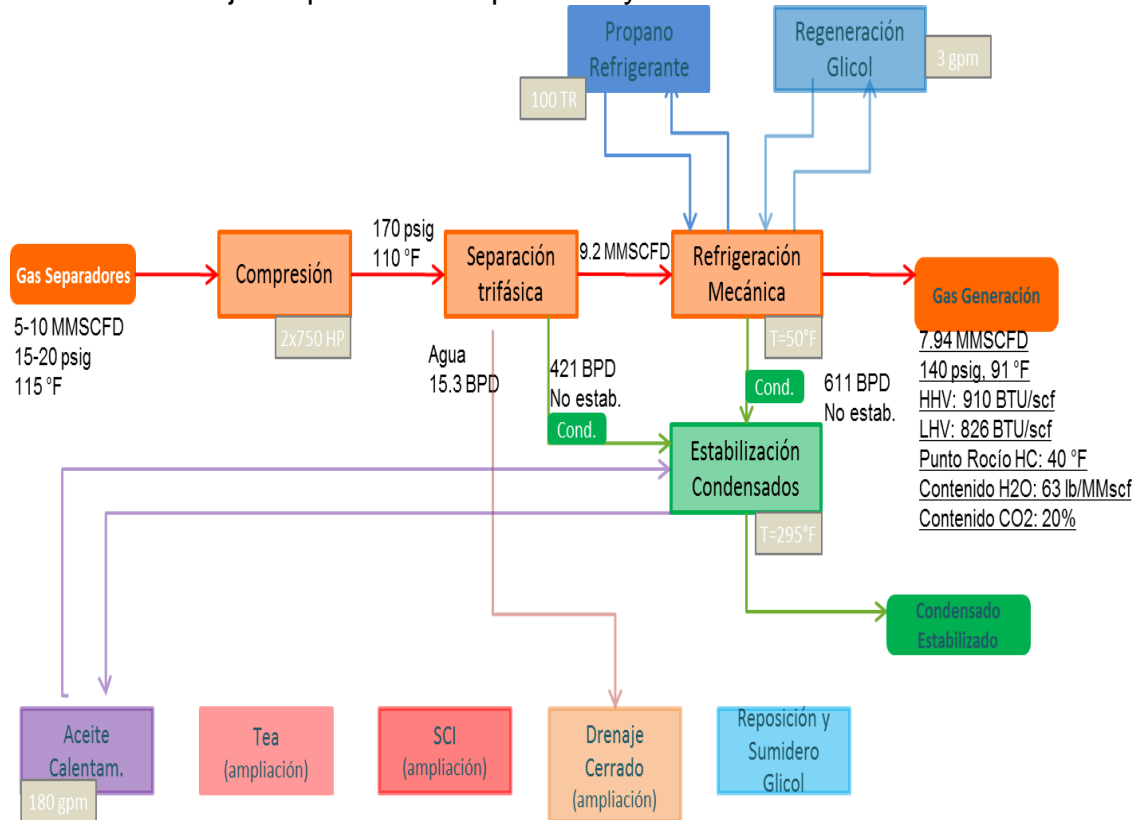 Propano
Refrigerante
100 TR
Regeneración
Glicol
3 gpm
Gas Separadores
5-10 MMSCFD
15-20 psig
115 °F
Compresión
2x750 HP
170 psig
110 °F
Separación
trifásica
9.2 MMSCFD
Refrigeración
Mecánica
T=50°F
Gas Generación
7.94 MMSCFD
140 psig, 91 °F
HHV: 910 BTU/scf
LHV: 826 BTU/scf
Punto Rocío HC: 40 °F
Contenido H2O: 63 lb/MMscf
Contenido CO2: 20%
Agua
15.3 BPD
421 BPD
No estab.
Cond.
Cond.
611 BPD
No estab.
Estabilización
Condensados
T=295°F
Condensado
Estabilizado
Aceite
Calentam.
180 gpm
Tea
(ampliación)
SCI
(ampliación)
Drenaje
Cerrado
(ampliación)
Reposición y
Sumidero
Glicol